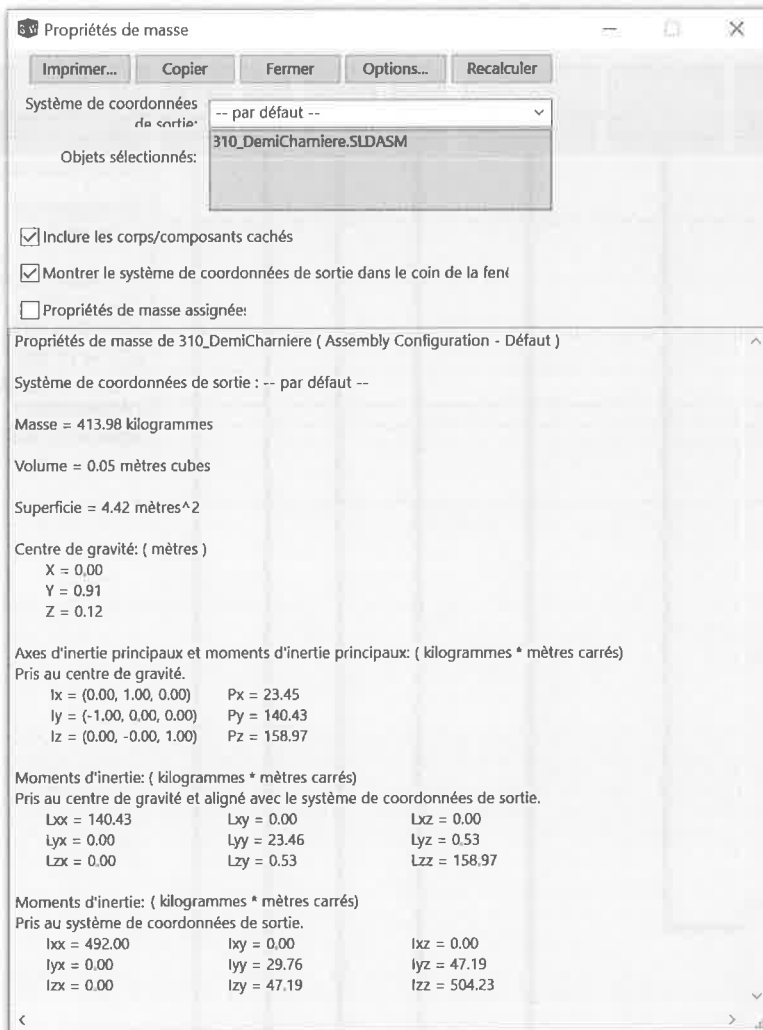 SW Propriétés de masse
Imprimer... Copier Fermer Options... Recalculer
Système de coordonnées
de sortie:
-- par défaut --
Objets sélectionnés:
310_DemiCharniere.SLDASM
Inclure les corps/composants cachés
Montrer le système de coordonnées de sortie dans le coin de la fenê
Propriétés de masse assignée:
Propriétés de masse de 310_DemiCharniere ( Assembly Configuration - Défaut )
Système de coordonnées de sortie : -- par défaut --
Masse = 413.98 kilogrammes
Volume = 0.05 mètres cubes
Superficie = 4.42 mètres^2
Centre de gravité: ( mètres )
X = 0.00
Y = 0.91
Z = 0.12
Axes d'inertie principaux et moments d'inertie principaux: ( kilogrammes * mètres carrés)
Pris au centre de gravité.
Ix = (0.00, 1.00, 0.00) Px = 23.45
Iy = (-1.00, 0.00, 0.00) Py = 140.43
Iz = (0.00, -0.00, 1.00) Pz = 158.97
Moments d'inertie: ( kilogrammes * mètres carrés)
Pris au centre de gravité et aligné avec le système de coordonnées de sortie.
Lxx = 140.43 Lxy = 0.00 Lxz = 0.00
Lyx = 0.00 Lyy = 23.46 Lyz = 0.53
Lzx = 0.00 Lzy = 0.53 Lzz = 158.97
Moments d'inertie: ( kilogrammes * mètres carrés)
Pris au système de coordonnées de sortie.
Ixx = 492.00 Ixy = 0.00 Ixz = 0.00
Iyx = 0.00 Iyy = 29.76 Iyz = 47.19
Izx = 0.00 Izy = 47.19 Izz = 504.23